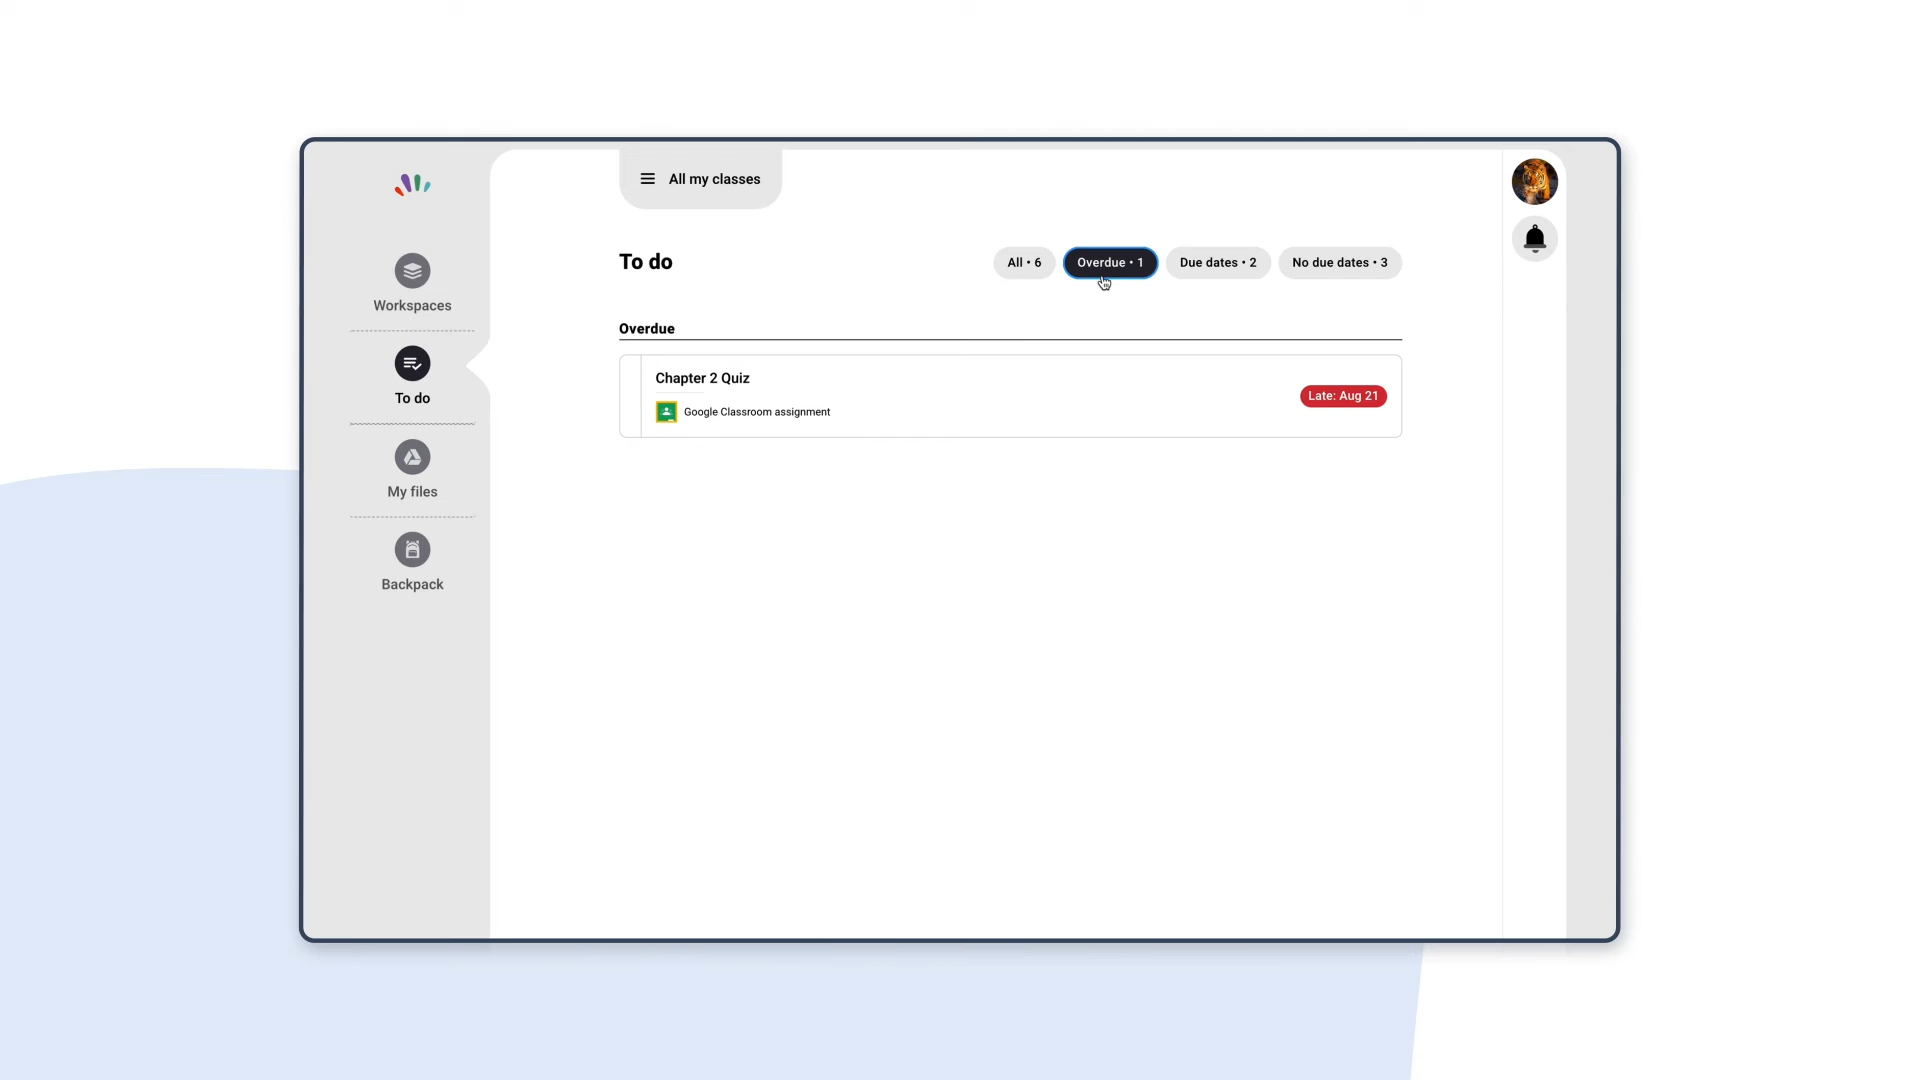 All my classes
Workspaces
To do
My files
Backpack
To do
All • 6
Overdue • 1
Due dates • 2
No due dates • 3
Overdue
Chapter 2 Quiz
Google Classroom assignment
Late: Aug 21